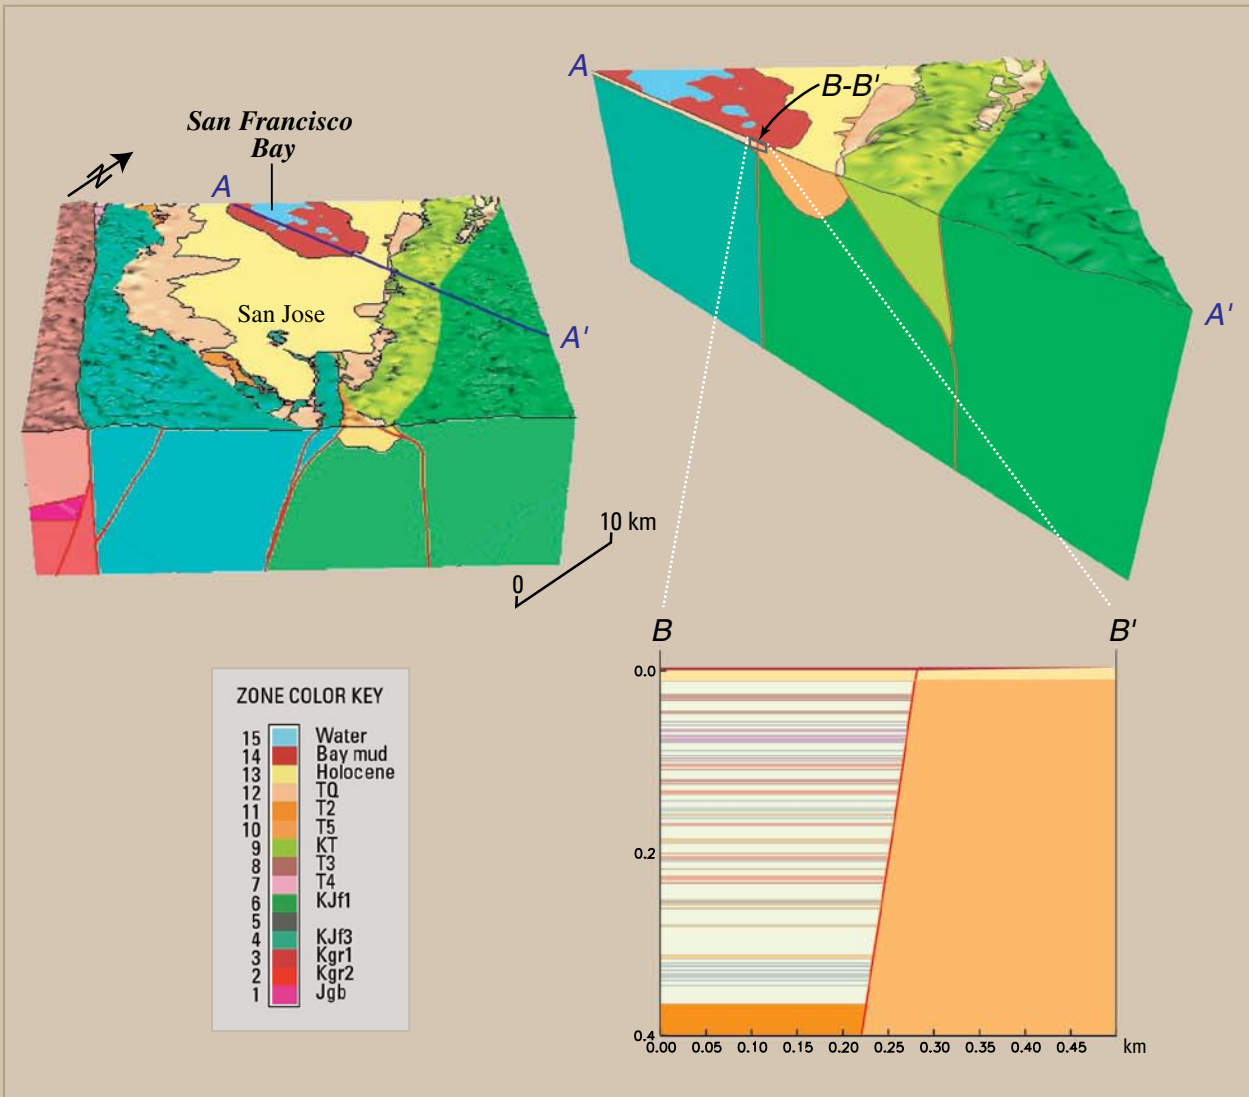 San Francisco
Bay
N
A
San Jose
A'
A
B-B'
A'
0
10 km
B
B'
ZONE COLOR KEY
15 Water
14 Bay mud
13 Holocene
12 TQ
11 T2
10 T5
9 KT
8 T3
7 T4
6 KJf1
5
4 KJf3
3 Kgr1
2 Kgr2
1 Jgb
0.0
0.2
0.4
0.00 0.05 0.10 0.15 0.20 0.25 0.30 0.35 0.40 0.45 km